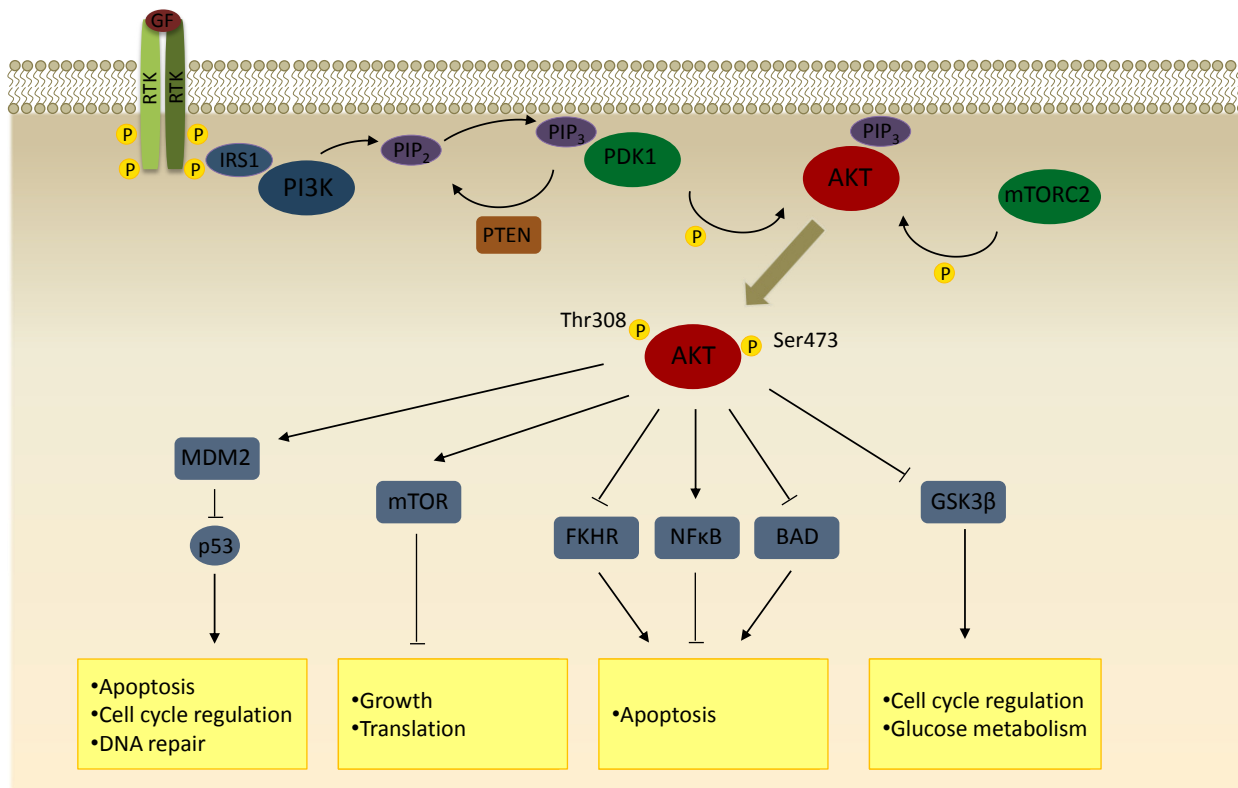 GF
RTK
RTK
P
P
P
P
IRS1
PI3K
PIP2
PIP3
PDK1
PTEN
P
PIP3
AKT
mTORC2
P
Thr308
P
AKT
P
Ser473
MDM2
p53
mTOR
FKHR
NFκB
BAD
GSK3β
•Apoptosis
•Cell cycle regulation
•DNA repair
•Growth
•Translation
•Apoptosis
•Cell cycle regulation
•Glucose metabolism